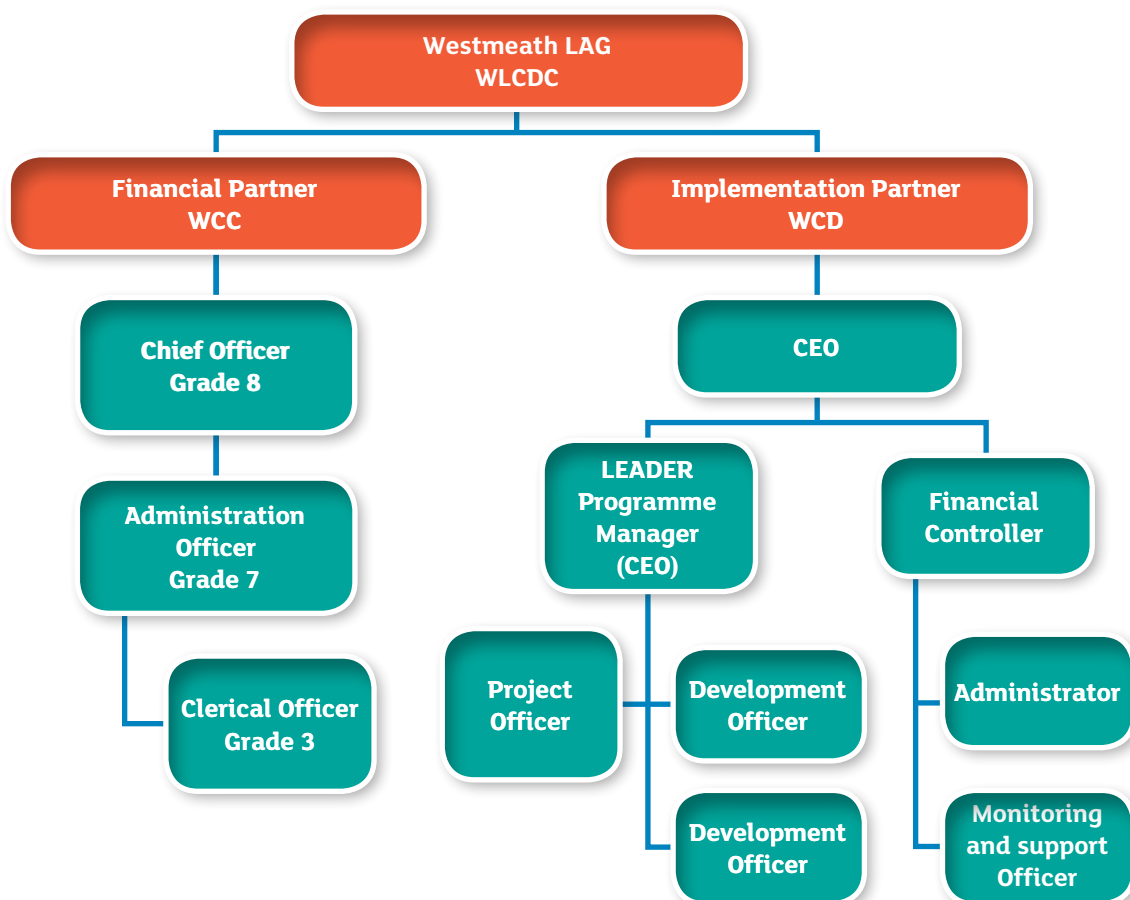 Westmeath LAG
WLCDC
Financial Partner
WCC
Implementation Partner
WCD
Chief Officer
Grade 8
CEO
Administration
Officer
Grade 7
LEADER
Programme
Manager
(CEO)
Financial
Controller
Clerical Officer
Grade 3
Project
Officer
Development
Officer
Administrator
Development
Officer
Monitoring
and support
Officer